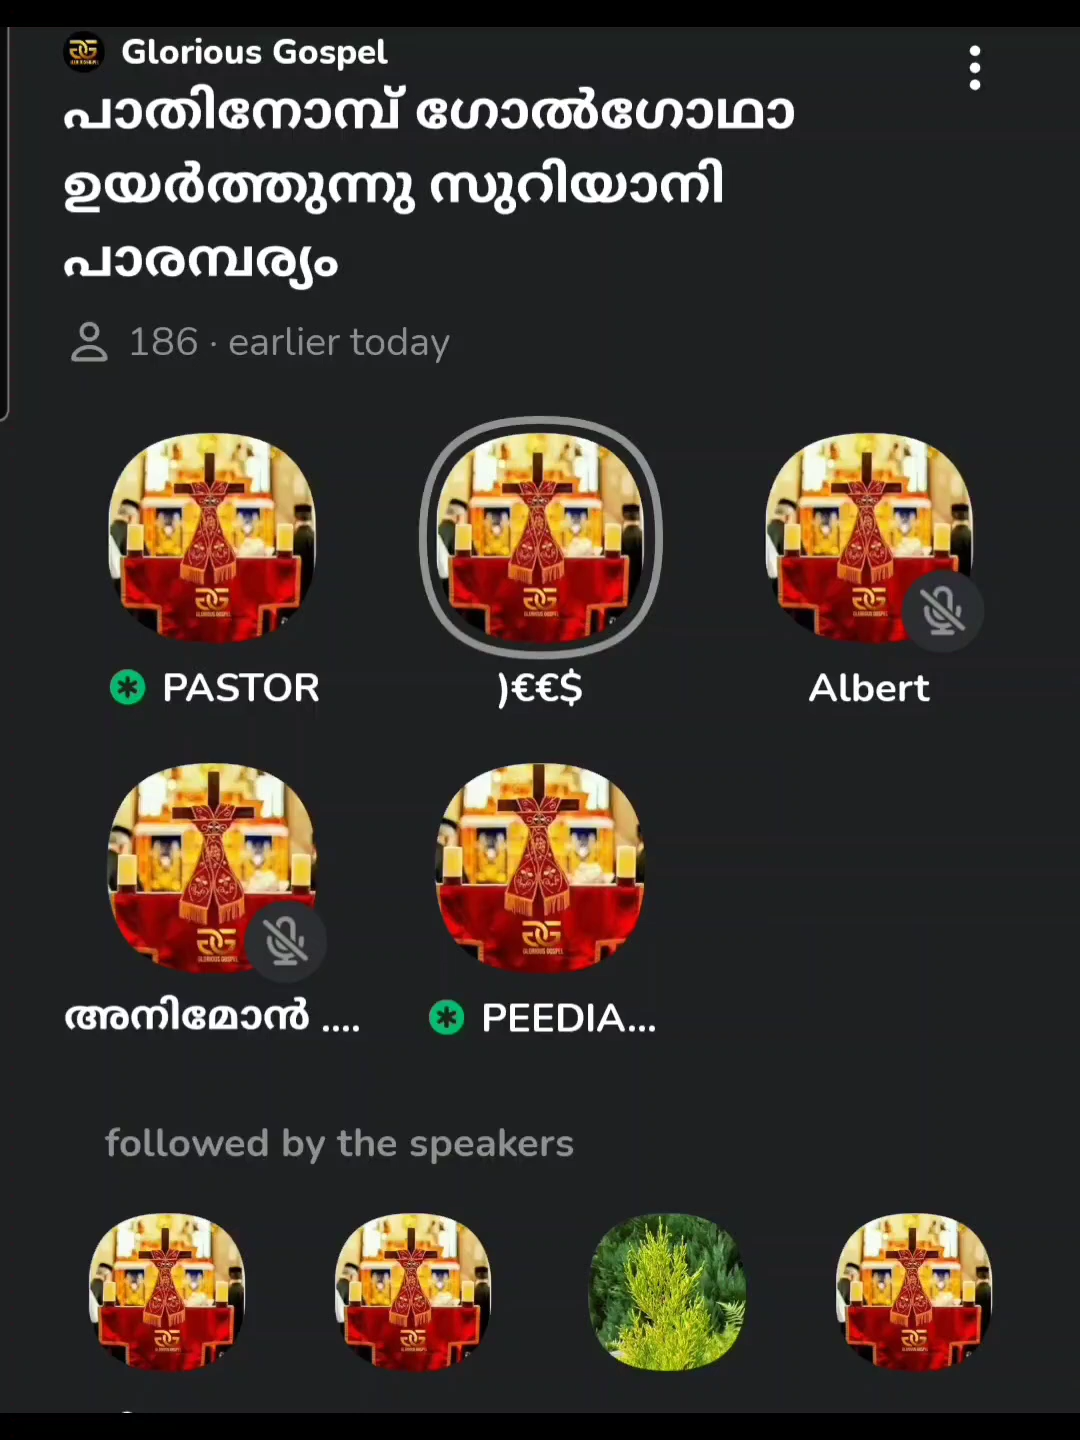 Glorious Gospel
പാതിനോമ്പ് ഗോൽഗോഥാ
ഉയർത്തുന്നു സുറിയാനി
പാരമ്പര്യം
186 · earlier today
PASTOR
)€€$
Albert
അനിമോൻ ....
PEEDIA...
followed by the speakers